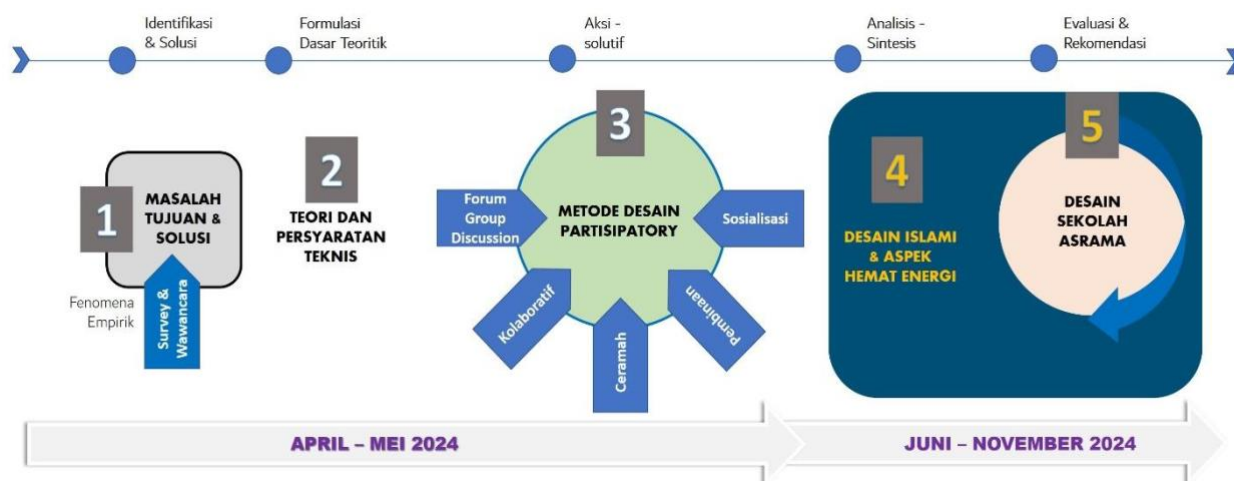 Identifikasi
& Solusi
Formulasi
Dasar Teoritik
Aksi -
solutif
Analisis -
Sintesis
Evaluasi &
Rekomendasi
1
MASALAH
TUJUAN &
SOLUSI
Fenomena
Empirik
Survey &
Wawancara
2
TEORI DAN
PERSYARATAN
TEKNIS
3
METODE DESAIN
PARTISIPATORY
Forum
Group
Discussion
Kolaboratif
Ceramah
Pembinaan
Sosialisasi
4
DESAIN ISLAMI
& ASPEK
HEMAT ENERGI
5
DESAIN
SEKOLAH
ASRAMA
APRIL – MEI 2024
JUNI – NOVEMBER 2024